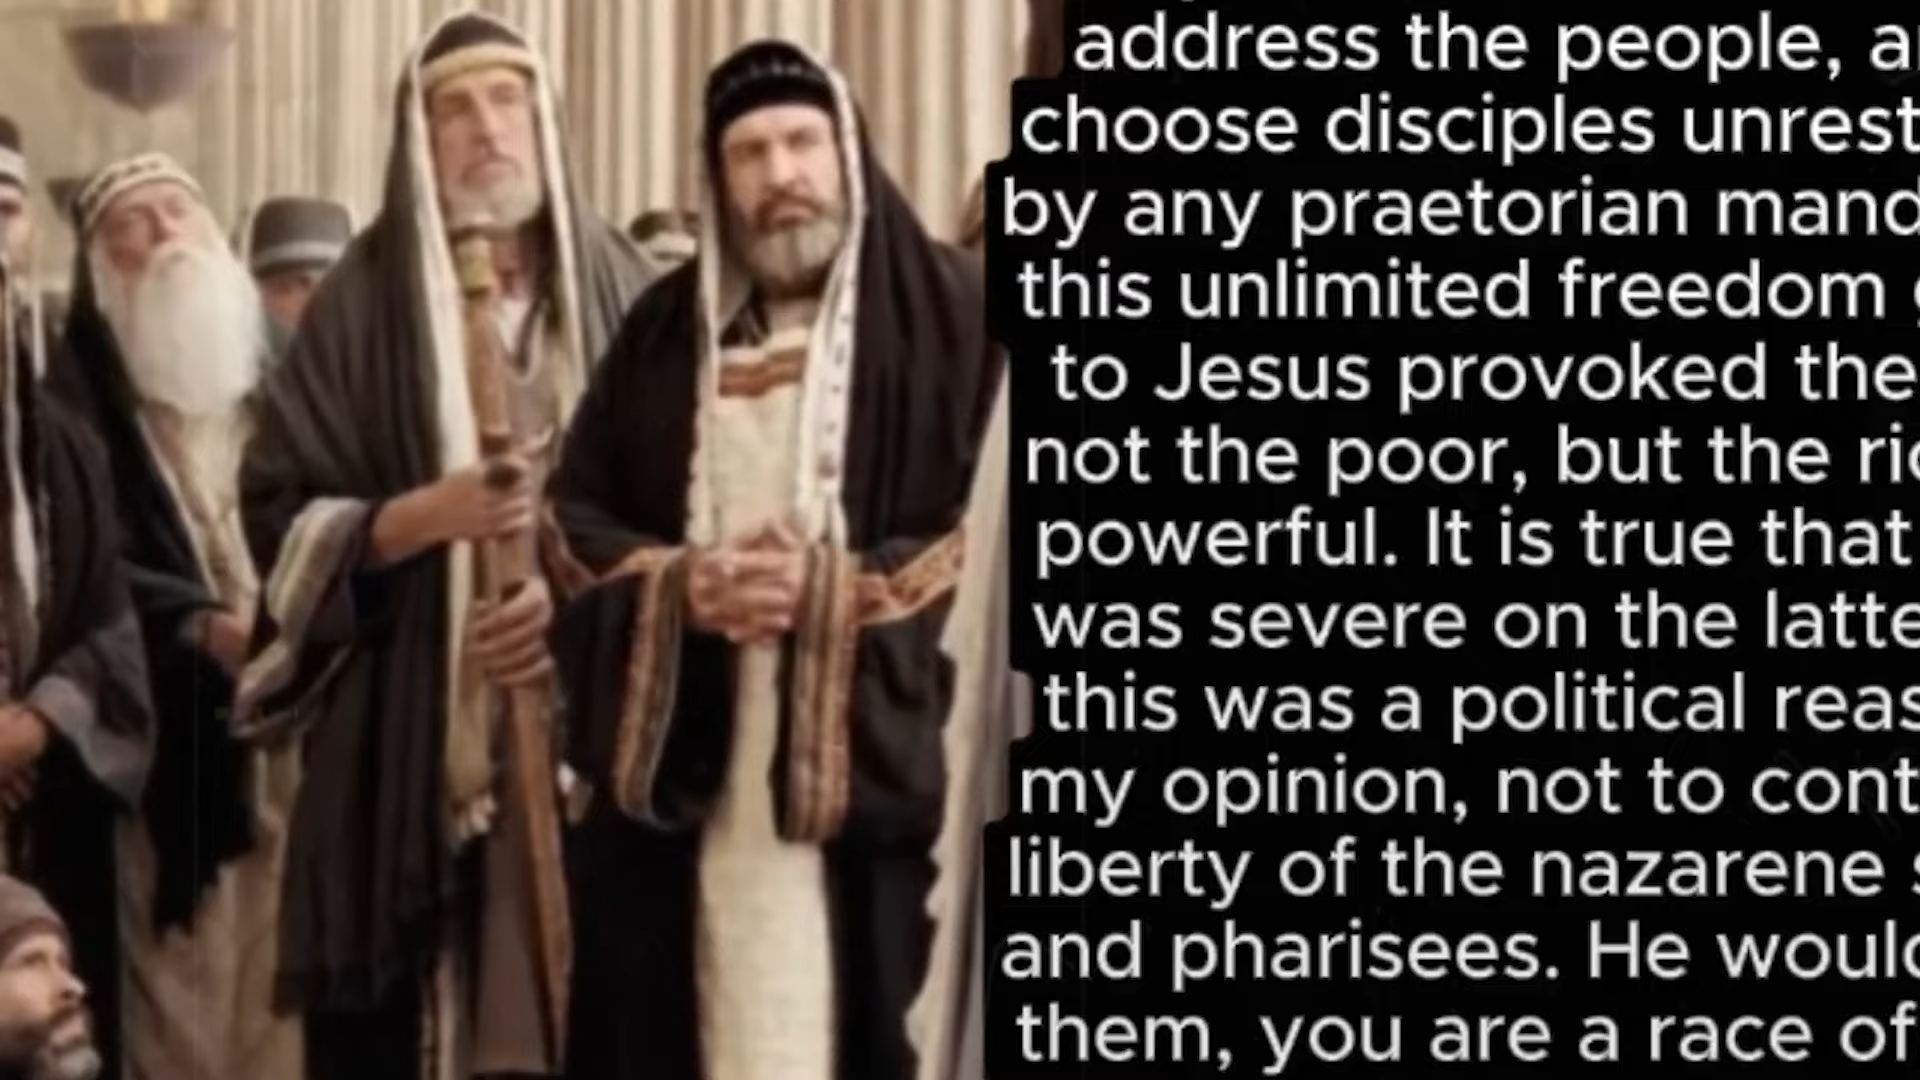 address the people,
choose disciples
by any praetorian
this unlimited freedom
to Jesus provoked the
not the poor, but the
powerful. It is true that
was severe on the
this was a political
my opinion, not to
liberty of the nazarene
and pharisees. He
them, you are a race of